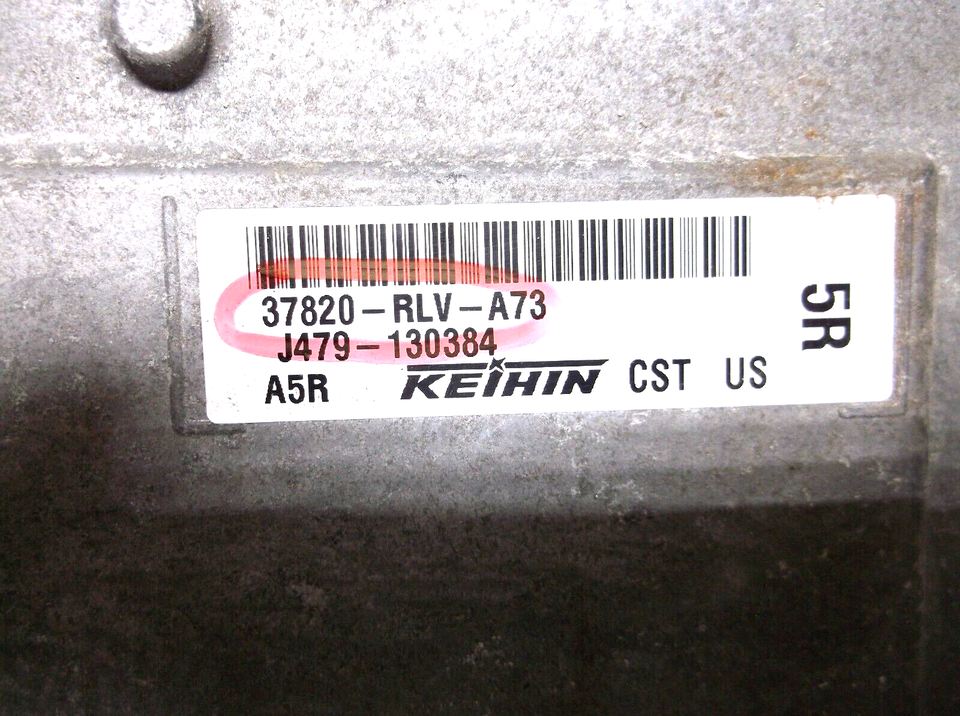 37820-RLV-A73
J479-130384
A5R KEIHIN CST US
5R